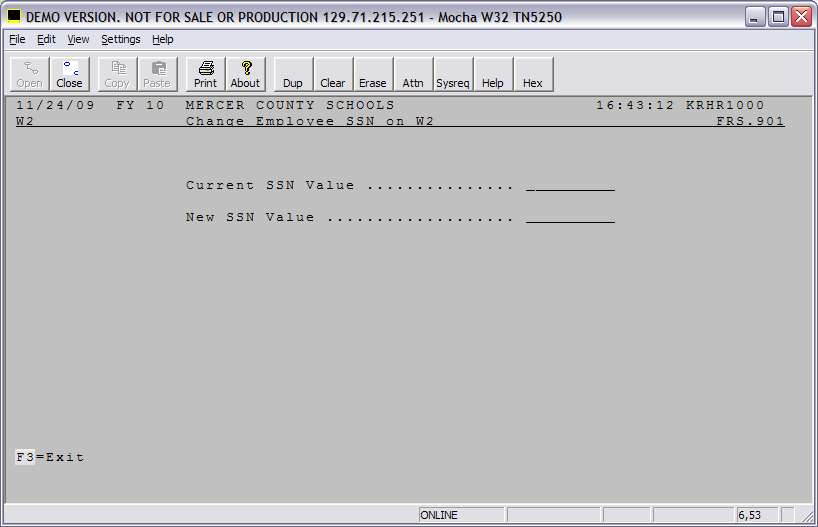 DEMO VERSION. NOT FOR SALE OR PRODUCTION 129.71.215.251 - Mocha W32 TN5250
File Edit View Settings Help
Open Close Copy Paste Print About Dup Clear Erase Attn Sysreq Help Hex
11/24/09 FY 10 MERCER COUNTY SCHOOLS 16:43:12 KRHR1000
W2 Change Employee SSN on W2 FRS.901
Current SSN Value ............... _________
New SSN Value ................... _________
F3=Exit
ONLINE 6,53